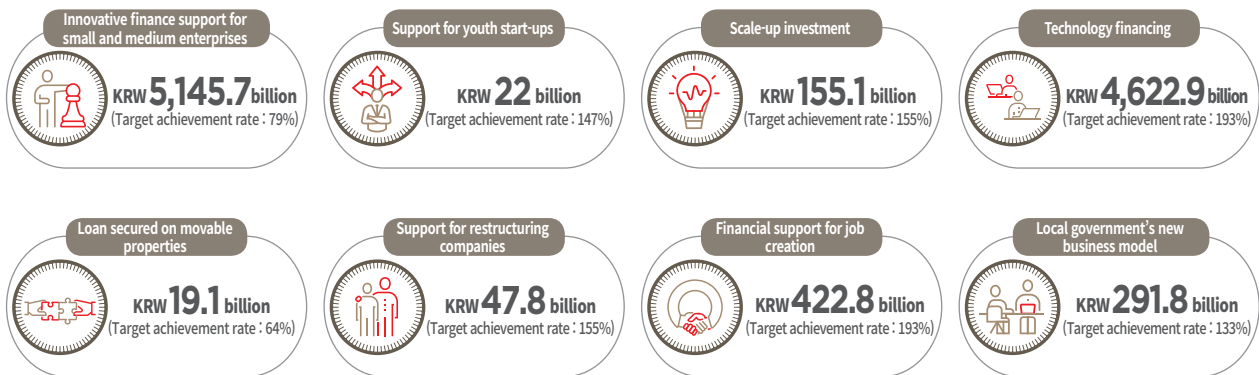 Innovative finance support for
small and medium enterprises
KRW 5,145.7 billion
(Target achievement rate : 79%)
Support for youth start-ups
KRW 22 billion
(Target achievement rate : 147%)
Scale-up investment
KRW 155.1 billion
(Target achievement rate : 155%)
Technology financing
KRW 4,622.9 billion
(Target achievement rate : 193%)
Loan secured on movable
properties
KRW 19.1 billion
(Target achievement rate : 64%)
Support for restructuring
companies
KRW 47.8 billion
(Target achievement rate : 155%)
Financial support for job
creation
KRW 422.8 billion
(Target achievement rate : 193%)
Local government's new
business model
KRW 291.8 billion
(Target achievement rate : 133%)